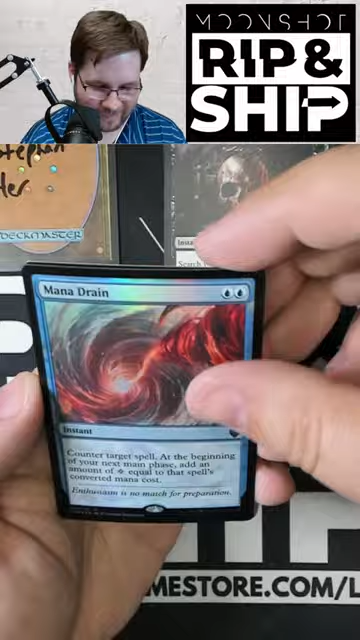 MOONSHOT
RIP &
SHIP
DECKMASTER
Mana Drain
Instant
Counter target spell. At the beginning
of your next main phase, add an
amount of ◇ equal to that spell's
converted mana cost.
Enthusiasm is no match for preparation.
GAMESTORE.COM/L